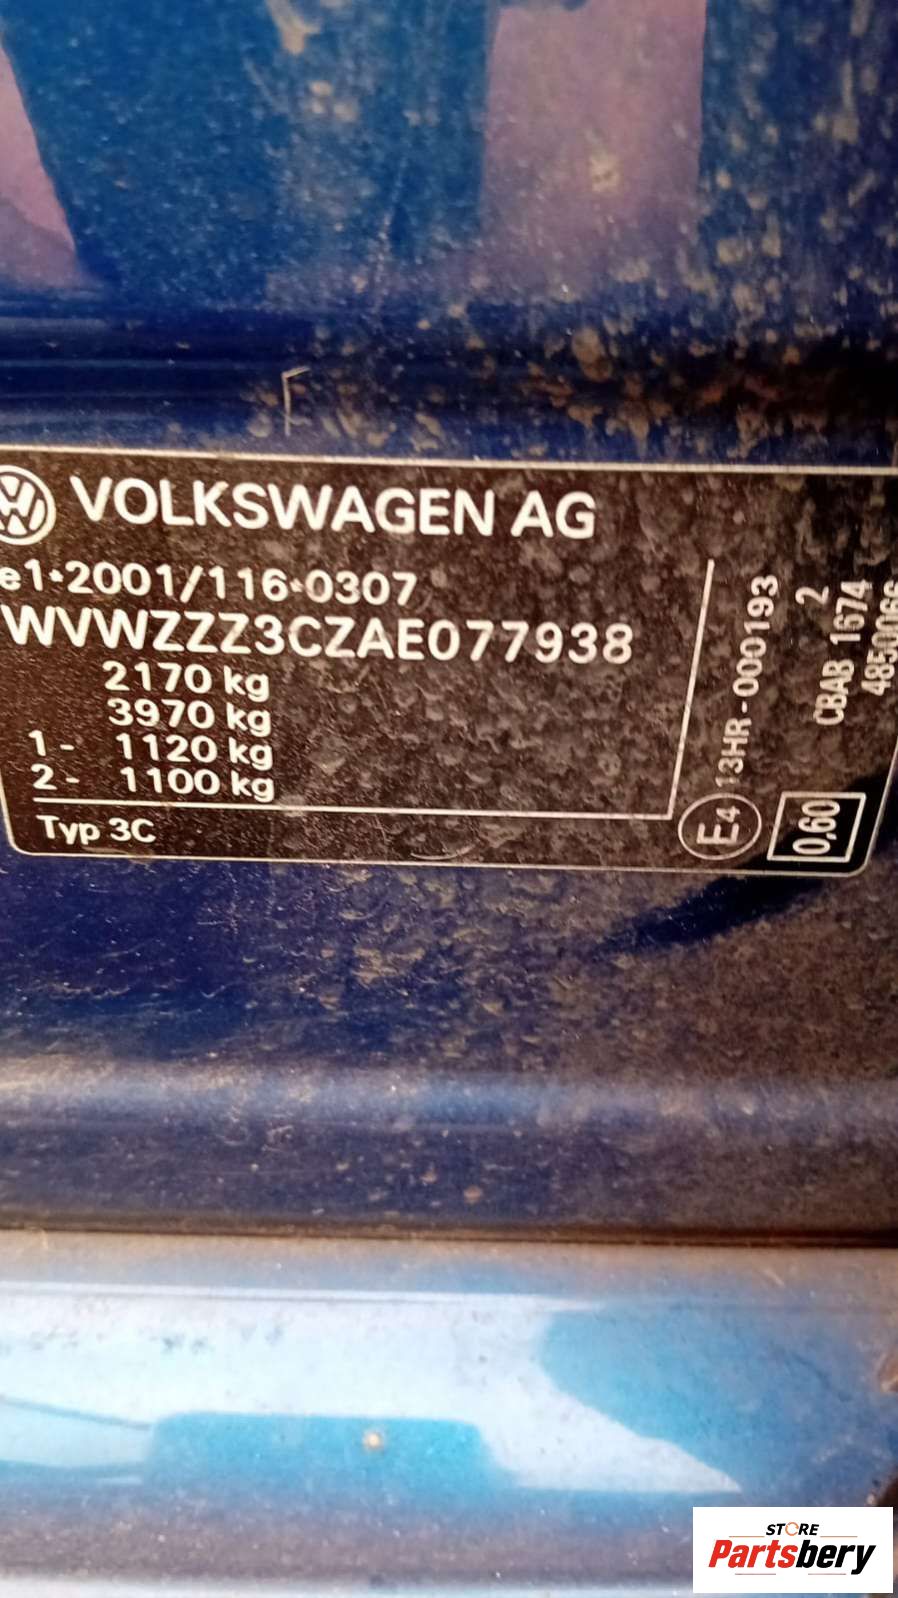 VOLKSWAGEN AG
e1*2001/116*0307
WVWZZZ3CZAE077938
2170 kg
3970 kg
1- 1120 kg
2- 1100 kg
Typ 3C
E4 13HR-000193
2
CBAB 1674
4850066
0,60
STORE
Partsbery